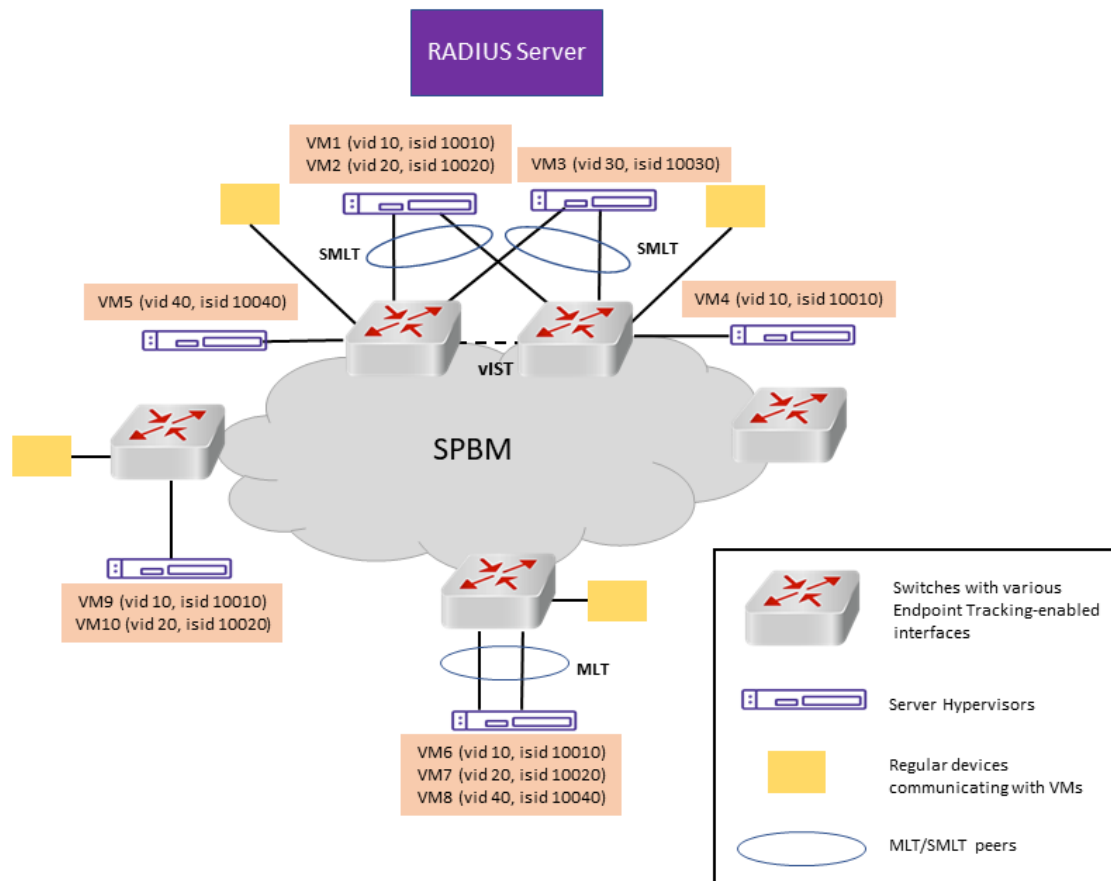 RADIUS Server
VM1 (vid 10, isid 10010)
VM2 (vid 20, isid 10020)
VM3 (vid 30, isid 10030)
SMLT
SMLT
VM5 (vid 40, isid 10040)
VM4 (vid 10, isid 10010)
vIST
SPBM
VM9 (vid 10, isid 10010)
VM10 (vid 20, isid 10020)
MLT
VM6 (vid 10, isid 10010)
VM7 (vid 20, isid 10020)
VM8 (vid 40, isid 10040)
Switches with various
Endpoint Tracking-enabled
interfaces
Server Hypervisors
Regular devices
communicating with VMs
MLT/SMLT peers